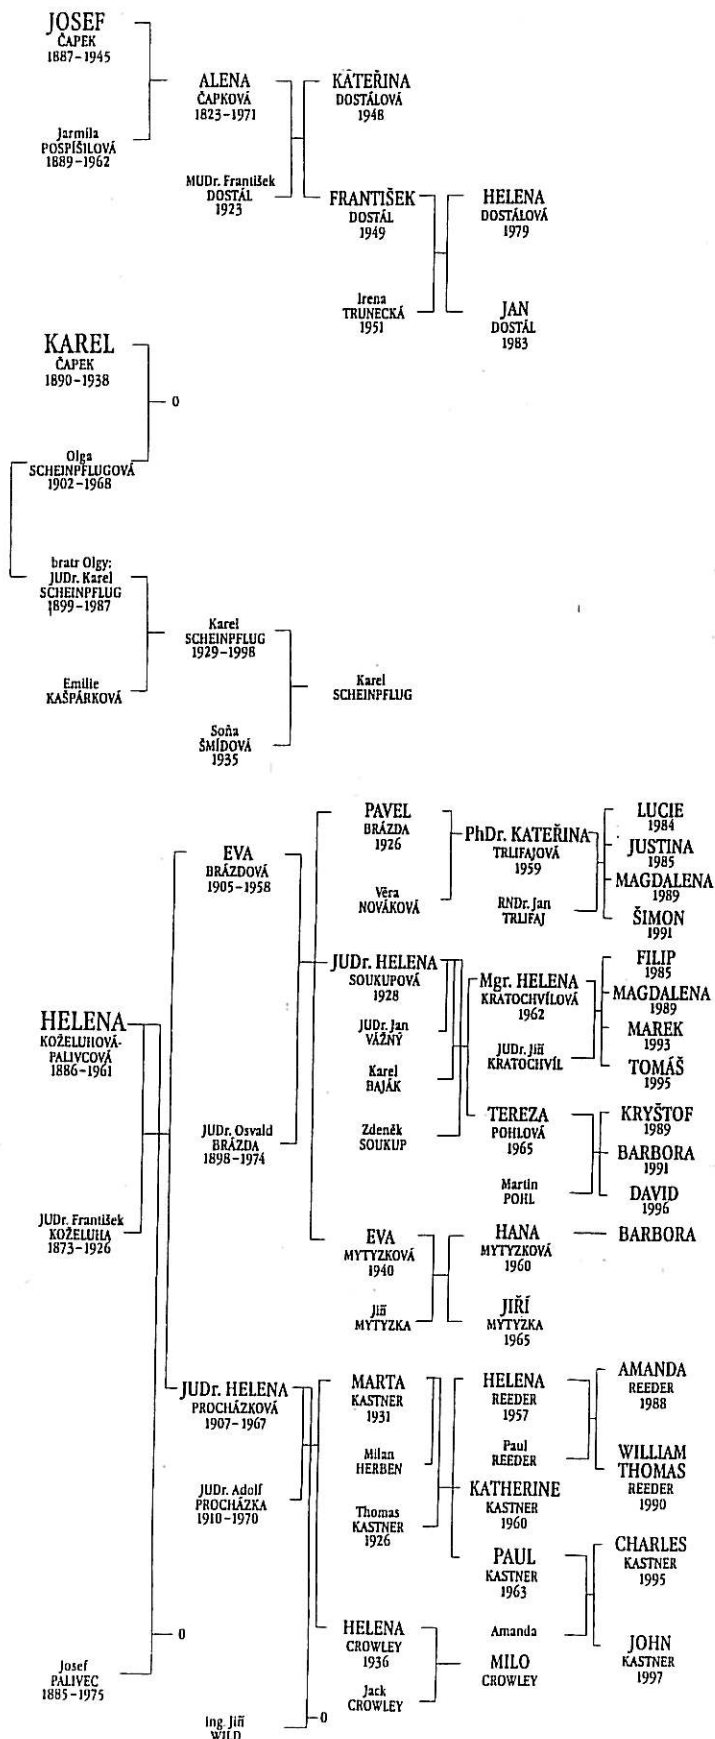 JOSEF
ČAPEK
1887–1945
Jarmila
POSPÍŠILOVÁ
1889–1962
ALENA
ČAPKOVÁ
1823–1971
MUDr. František
DOSTÁL
1923
KATEŘINA
DOSTÁLOVÁ
1948
FRANTIŠEK
DOSTÁL
1949
Irena
TRUNECKÁ
1951
HELENA
DOSTÁLOVÁ
1979
JAN
DOSTÁL
1983
KAREL
ČAPEK
1890–1938
0
Olga
SCHEINPFLUGOVÁ
1902–1968
bratr Olgy:
JUDr. Karel
SCHEINPFLUG
1899–1987
Emilie
KAŠPÁRKOVÁ
Karel
SCHEINPFLUG
1929–1998
Soňa
ŠMÍDOVÁ
1935
Karel
SCHEINPFLUG
HELENA
KOŽELUHOVÁ-
PALIVCOVÁ
1886–1961
JUDr. František
KOŽELUHA
1873–1926
Josef
PALIVEC
1885–1975
0
EVA
BRÁZDOVÁ
1905–1958
JUDr. Osvald
BRÁZDA
1898–1974
JUDr. HELENA
PROCHÁZKOVÁ
1907–1967
JUDr. Adolf
PROCHÁZKA
1910–1970
Ing. Jiří
WILD
0
PAVEL
BRÁZDA
1926
Věra
NOVÁKOVÁ
JUDr. HELENA
SOUKUPOVÁ
1928
JUDr. Jan
VÁŽNÝ
Karel
BAJÁK
Zdeněk
SOUKUP
EVA
MYTYZKOVÁ
1940
Jiří
MYTYZKA
MARTA
KASTNER
1931
Milan
HERBEN
Thomas
KASTNER
1926
HELENA
CROWLEY
1936
Jack
CROWLEY
PhDr. KATEŘINA
TRLIFAJOVÁ
1959
RNDr. Jan
TRLIFAJ
Mgr. HELENA
KRATOCHVÍLOVÁ
1962
JUDr. Jiří
KRATOCHVÍL
TEREZA
POHLOVÁ
1965
Martin
POHL
HANA
MYTYZKOVÁ
1960
JIŘÍ
MYTYZKA
1965
HELENA
REEDER
1957
Paul
REEDER
KATHERINE
KASTNER
1960
PAUL
KASTNER
1963
Amanda
MILO
CROWLEY
LUCIE
1984
JUSTINA
1985
MAGDALENA
1989
ŠIMON
1991
FILIP
1985
MAGDALENA
1989
MAREK
1993
TOMÁŠ
1995
KRYŠTOF
1989
BARBORA
1991
DAVID
1996
BARBORA
AMANDA
REEDER
1988
WILLIAM
THOMAS
REEDER
1990
CHARLES
KASTNER
1995
JOHN
KASTNER
1997